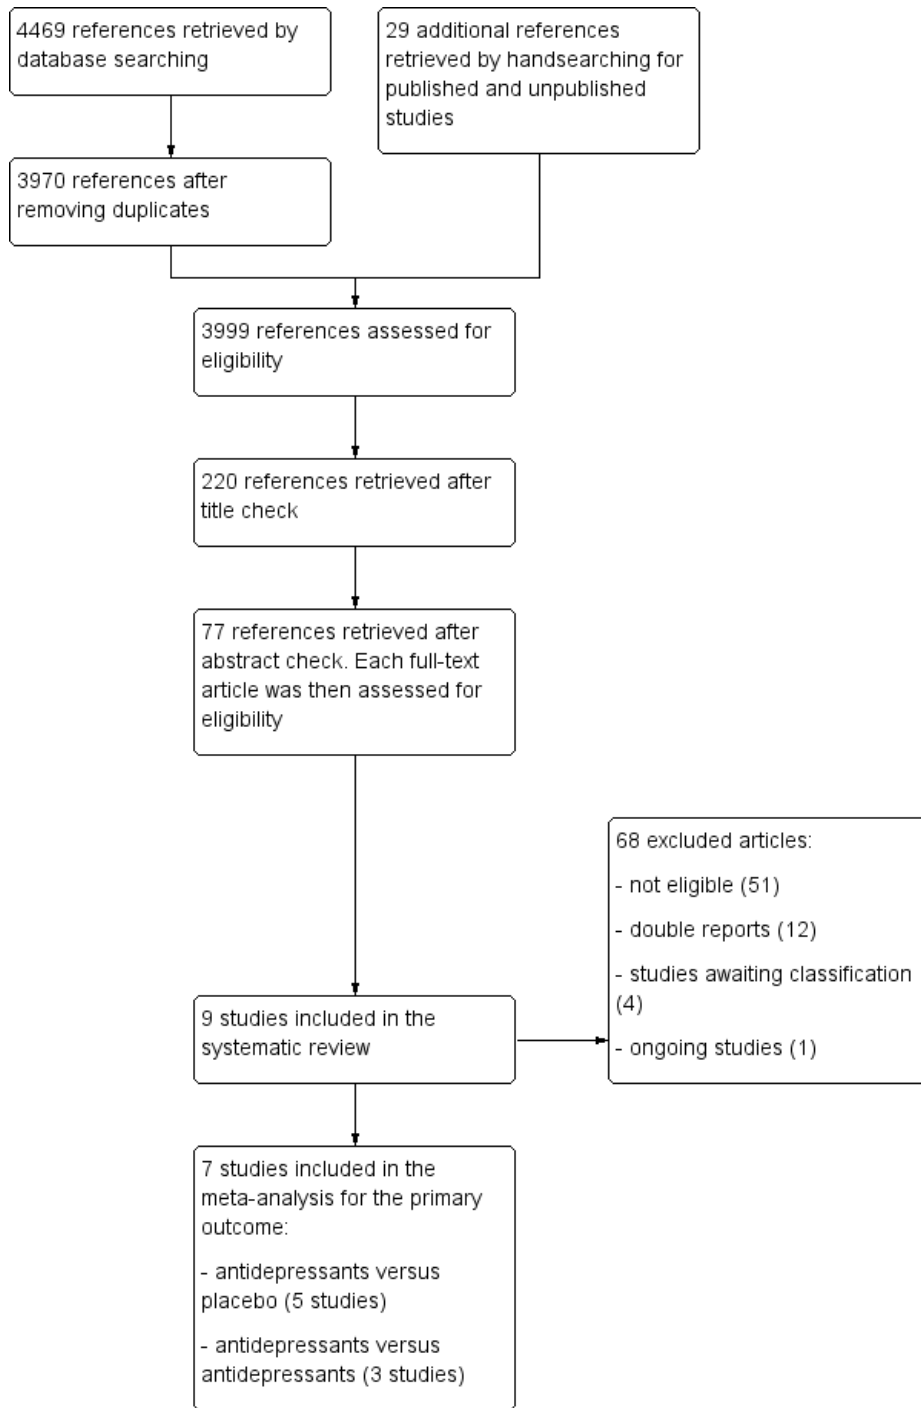 4469 references retrieved by
database searching
29 additional references
retrieved by handsearching for
published and unpublished
studies
3970 references after
removing duplicates
3999 references assessed for
eligibility
220 references retrieved after
title check
77 references retrieved after
abstract check. Each full-text
article was then assessed for
eligibility
68 excluded articles:
- not eligible (51)
- double reports (12)
- studies awaiting classification
(4)
- ongoing studies (1)
9 studies included in the
systematic review
7 studies included in the
meta-analysis for the primary
outcome:
- antidepressants versus
placebo (5 studies)
- antidepressants versus
antidepressants (3 studies)